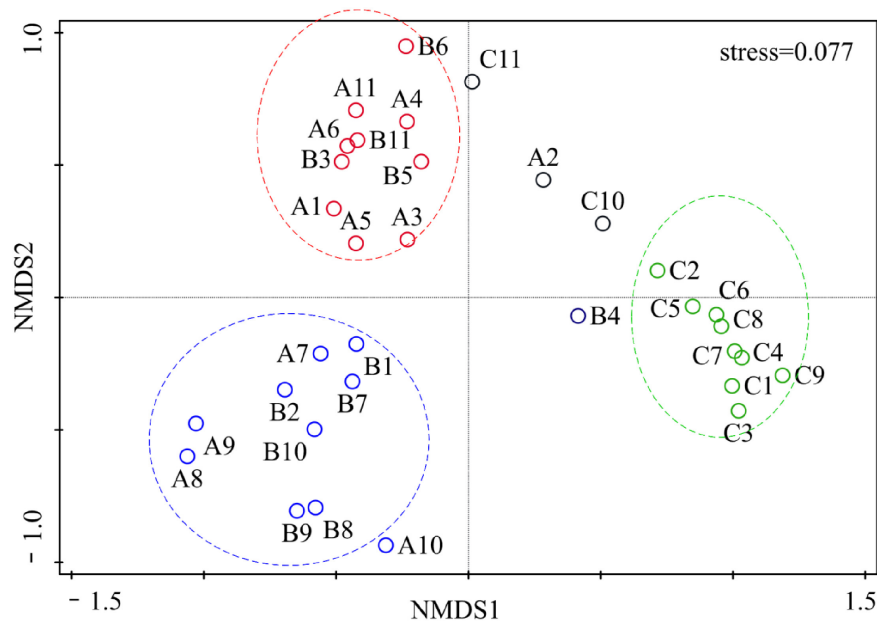 1.0
B6
C11
stress=0.077
A11
A4
A6
B11
B3
B5
A2
A1
A5
A3
C10
NMDS2
C2
C6
C5
C8
B4
A7
B1
C7
C4
C9
B2
B7
C1
C3
A9
B10
A8
B9
B8
A10
- 1.0
- 1.5
NMDS1
1.5